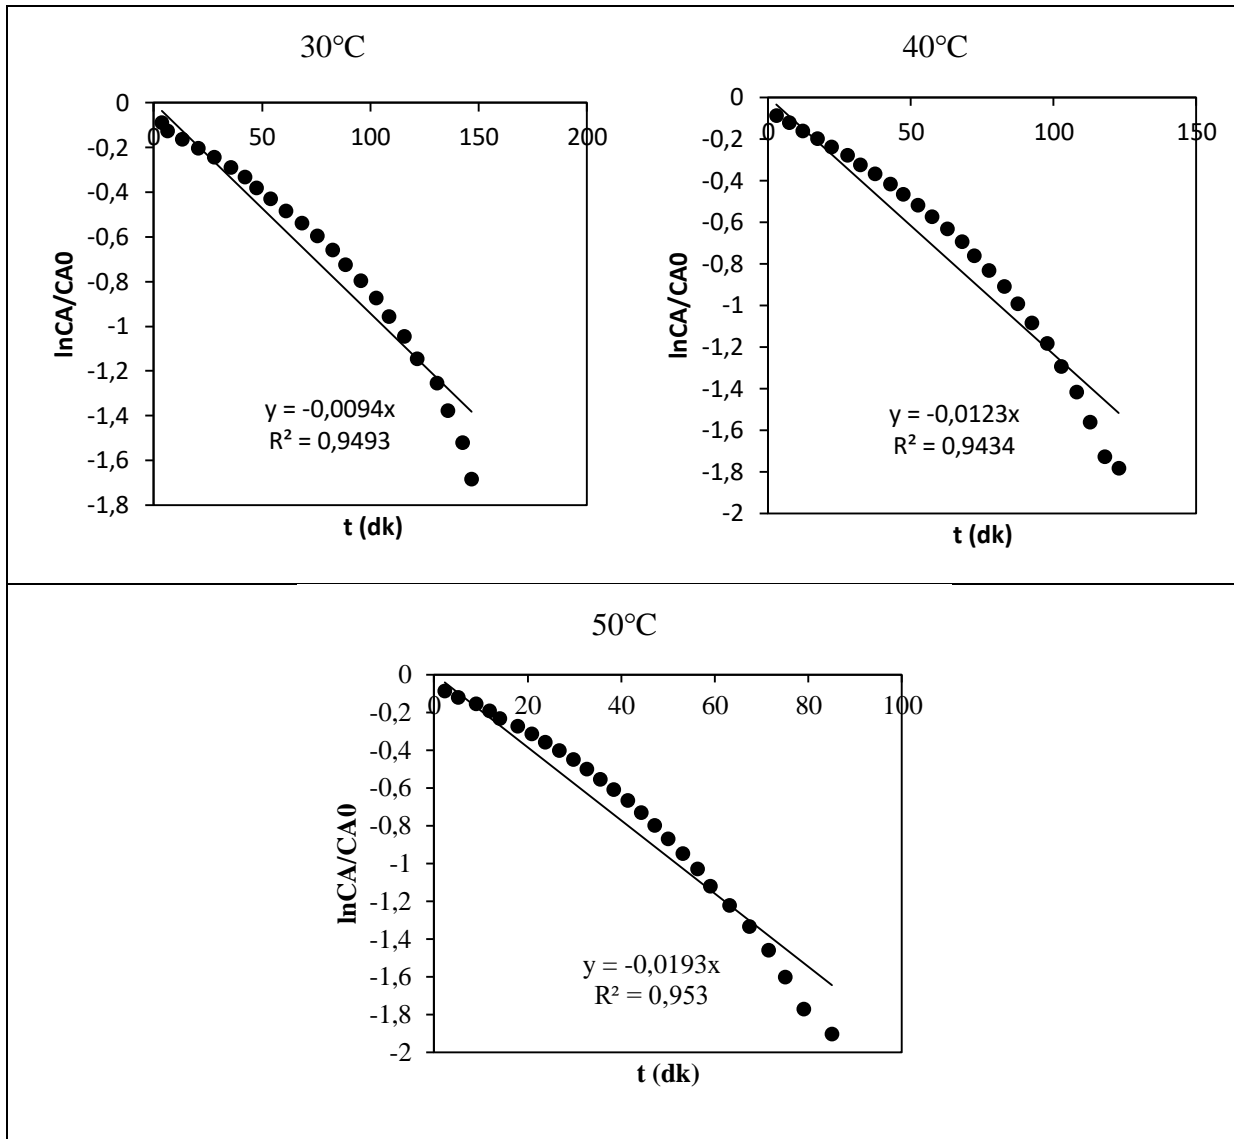 30°C
0
0 50 100 150 200
-0,2
-0,4
-0,6
-0,8
-1
-1,2
-1,4
-1,6
-1,8
lnCA/CA0
y = -0,0094x
R² = 0,9493
t (dk)
40°C
0
0 50 100 150
-0,2
-0,4
-0,6
-0,8
-1
-1,2
-1,4
-1,6
-1,8
-2
lnCA/CA0
y = -0,0123x
R² = 0,9434
t (dk)
50°C
0
0 20 40 60 80 100
-0,2
-0,4
-0,6
-0,8
-1
-1,2
-1,4
-1,6
-1,8
-2
lnCA/CA0
y = -0,0193x
R² = 0,953
t (dk)